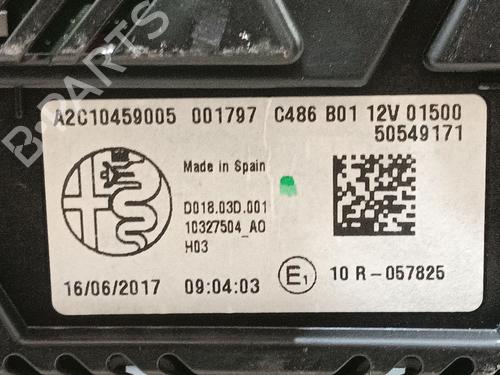 B-PARTS
A2C10459005 001797 C486 B01 12V 01500
50549171
Made in Spain
D018.03D.001
10327504_AO
H03
16/06/2017 09:04:03 E1 10 R-057825